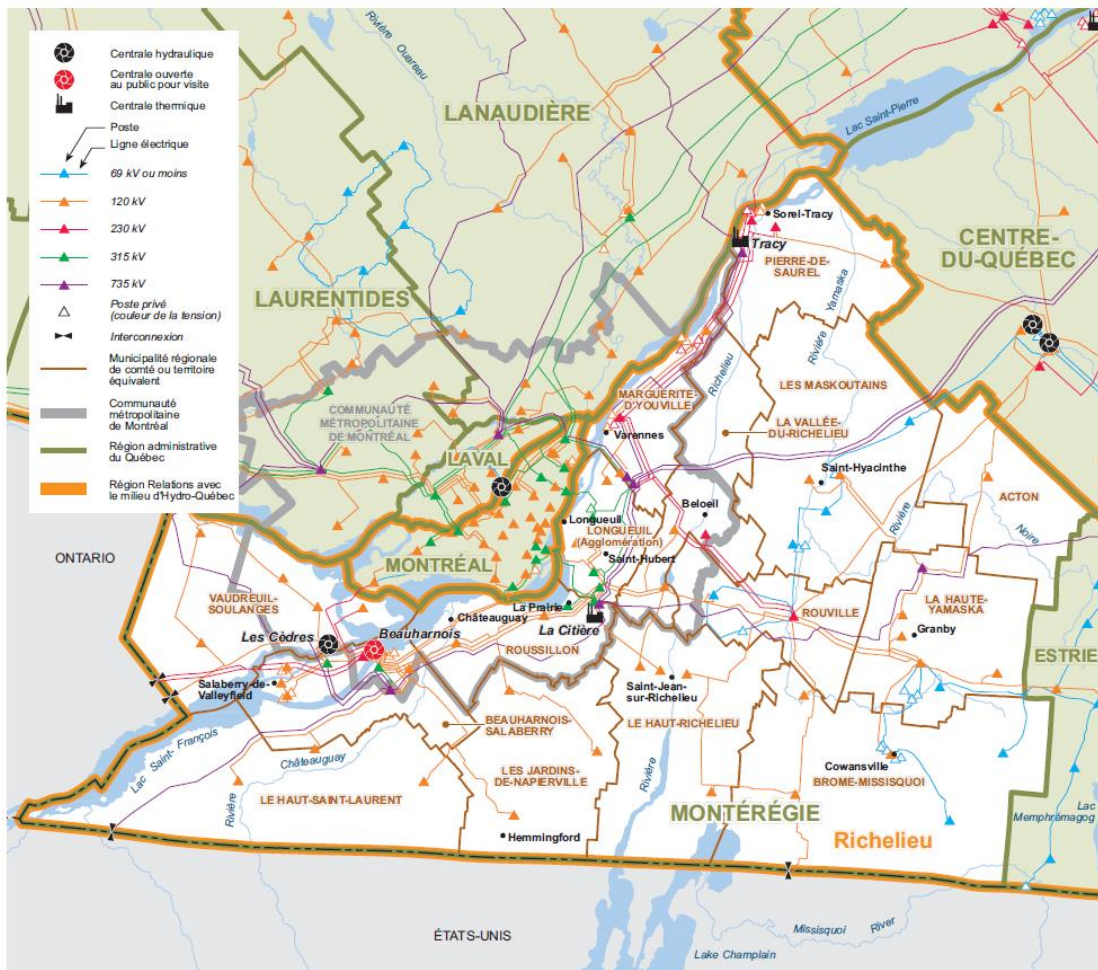 Centrale hydraulique
Centrale ouverte
au public pour visite
Centrale thermique
Poste
Ligne électrique
69 kV ou moins
120 kV
230 kV
315 kV
735 kV
Poste privé
(couleur de la tension)
Interconnexion
Municipalité régionale
de comté ou territoire
équivalent
Communauté
métropolitaine
de Montréal
Région administrative
du Québec
Région Relations avec
le milieu d'Hydro-Québec
Rivière
Ouareau
LANAUDIÈRE
Lac Saint-Pierre
Sorel-Tracy
Tracy
PIERRE-DE-
SAUREL
CENTRE-
DU-QUÉBEC
LAURENTIDES
Rivière
Yamaska
Richelieu
LES MASKOUTAINS
MARGUERITE-
D'YOUVILLE
COMMUNAUTÉ
MÉTROPOLITAINE
DE MONTRÉAL
Varennes
LA VALLÉE-
DU-RICHELIEU
LAVAL
Saint-Hyacinthe
ACTON
Rivière
Noire
Beloeil
Longueuil
LONGUEUIL
(Agglomération)
Saint-Hubert
ONTARIO
MONTRÉAL
VAUDREUIL-
SOULANGES
La Prairie
Châteauguay
La Citière
ROUVILLE
LA HAUTE-
YAMASKA
Granby
Les Cèdres
Beauharnois
ROUSSILLON
ESTRIE
Salaberry-de-
Valleyfield
Saint-Jean-
sur-Richelieu
BEAUHARNOIS-
SALABERRY
LE HAUT-RICHELIEU
Lac Saint-François
Châteauguay
Rivière
LES JARDINS-
DE-NAPIERVILLE
Rivière
Cowansville
BROME-MISSISQUOI
LE HAUT-SAINT-LAURENT
MONTÉRÉGIE
Lac
Memphrémagog
Hemmingford
Richelieu
ÉTATS-UNIS
Missisquoi River
Lake Champlain